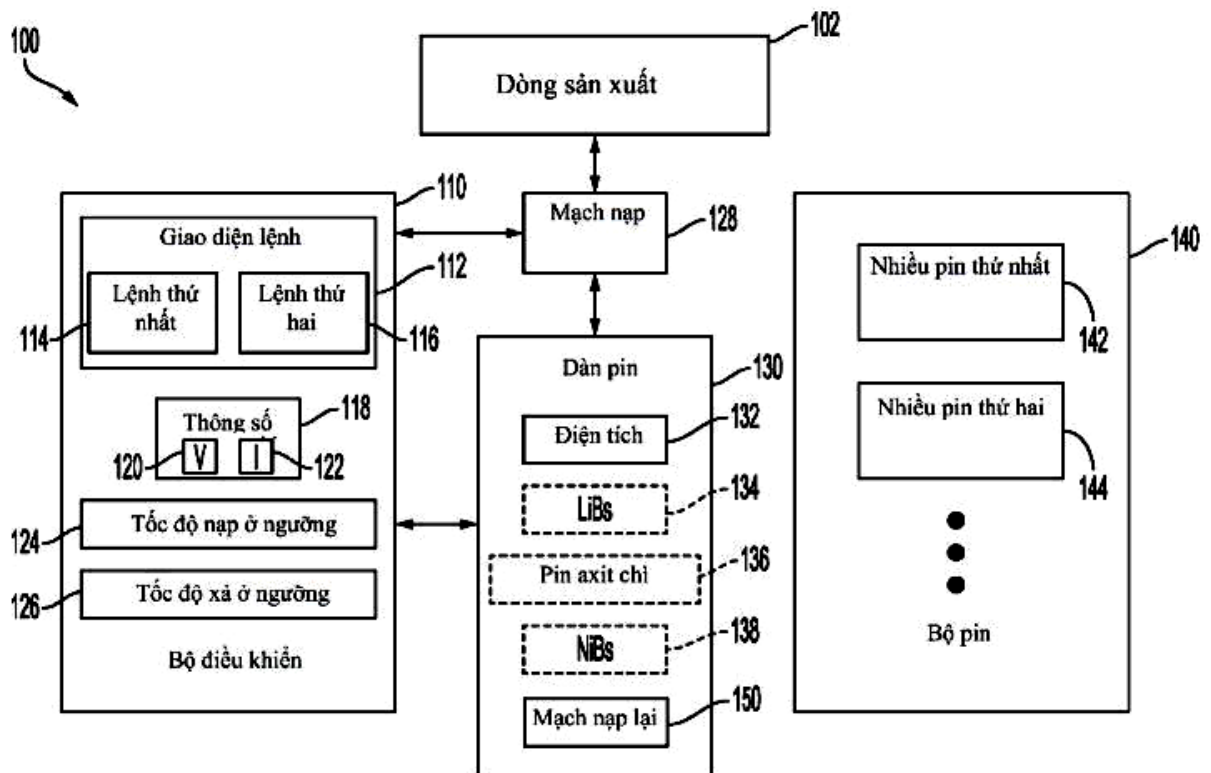 100
102
Dòng sản xuất
110
Mạch nạp
128
140
Giao diện lệnh
112
Lệnh thứ
nhất
Lệnh thứ
hai
114
116
Nhiều pin thứ nhất
142
Dàn pin
130
Nhiều pin thứ hai
144
118
Thông số
120
V
I
122
Điện tích
132
LiBs
134
124
Tốc độ nạp ở ngưỡng
Pin axit chì
136
126
Tốc độ xả ở ngưỡng
NiBs
138
Bộ pin
Bộ điều khiển
Mạch nạp lại
150